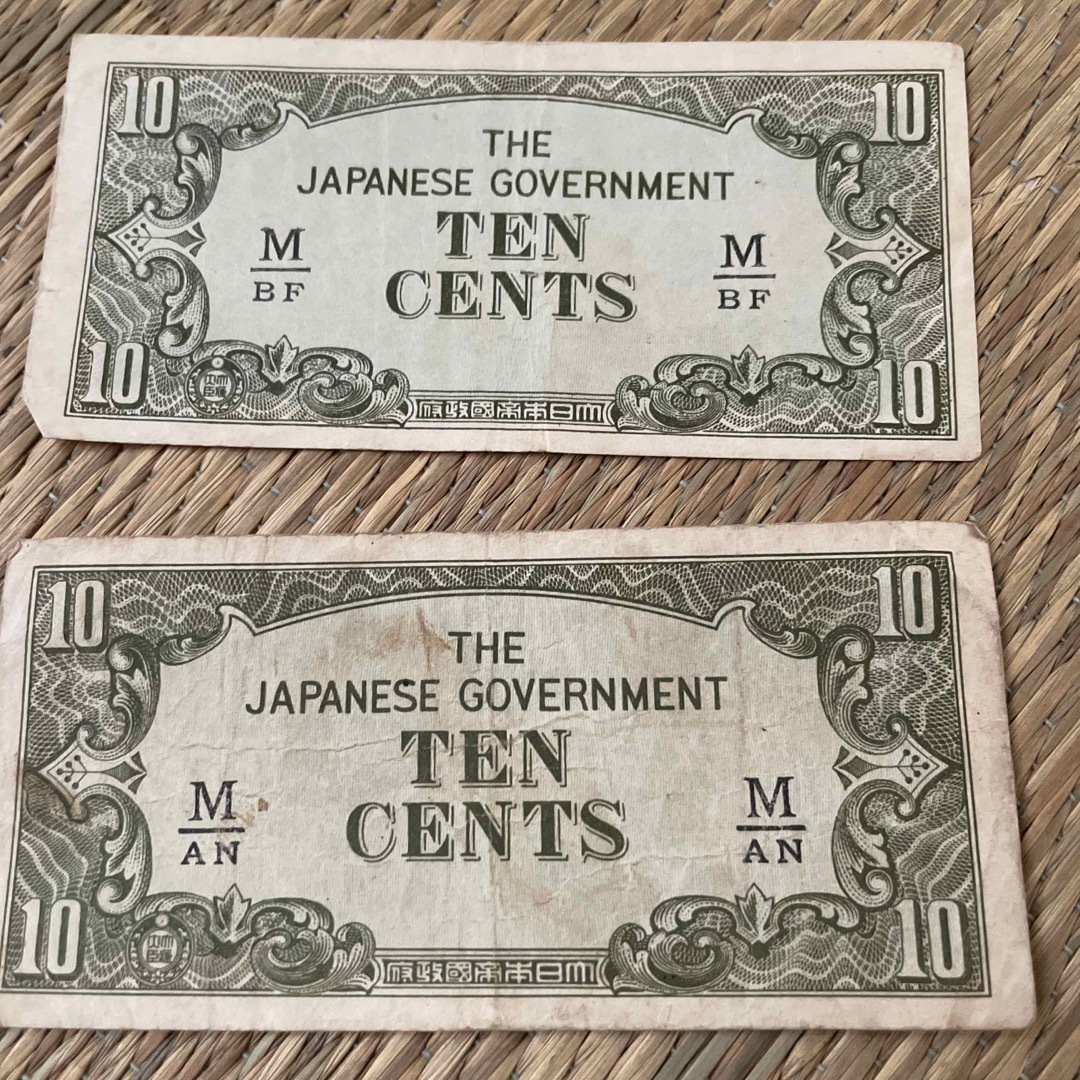 10 10
THE
JAPANESE GOVERNMENT
TEN
CENTS
M M
BF BF
10 10
府政國帝本日大
10 10
THE
JAPANESE GOVERNMENT
TEN
CENTS
M M
AN AN
10 10
府政國帝本日大